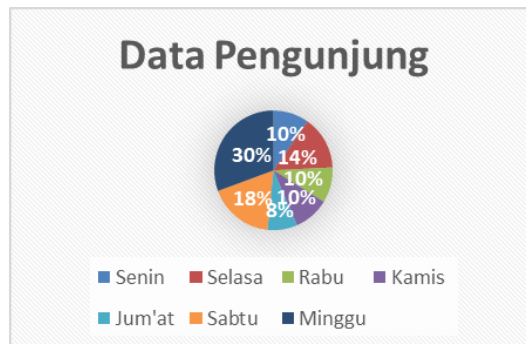 Data Pengunjung
10%
30%
14%
10%
18%
10%
8%
Senin Selasa Rabu Kamis
Jum'at Sabtu Minggu